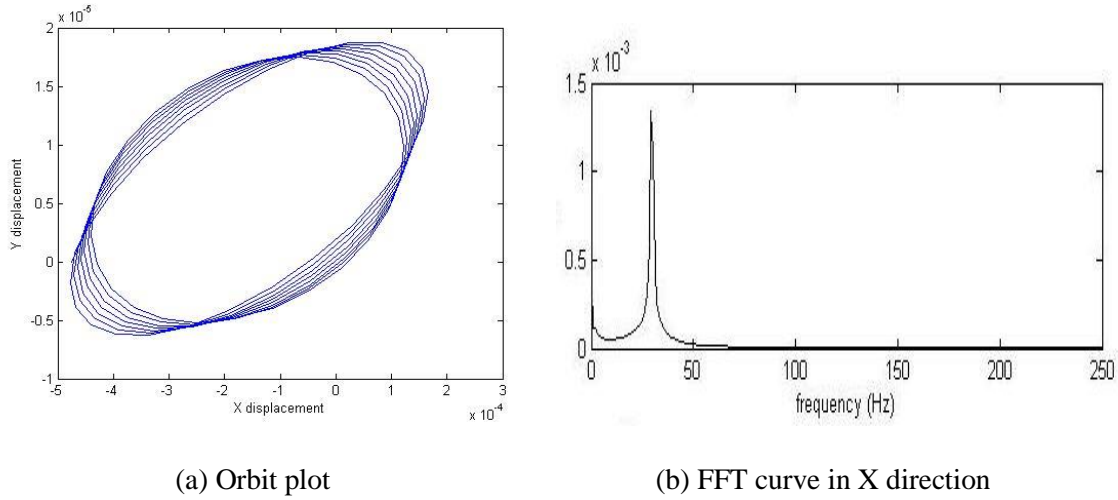 x 10⁻⁵
2
1.5
1
0.5
0
-0.5
-1
Y displacement
-5 -4 -3 -2 -1 0 1 2 3
X displacement
x 10⁻⁴
x 10⁻³
1.5
1
0.5
0
0 50 100 150 200 250
frequency (Hz)
(a) Orbit plot
(b) FFT curve in X direction